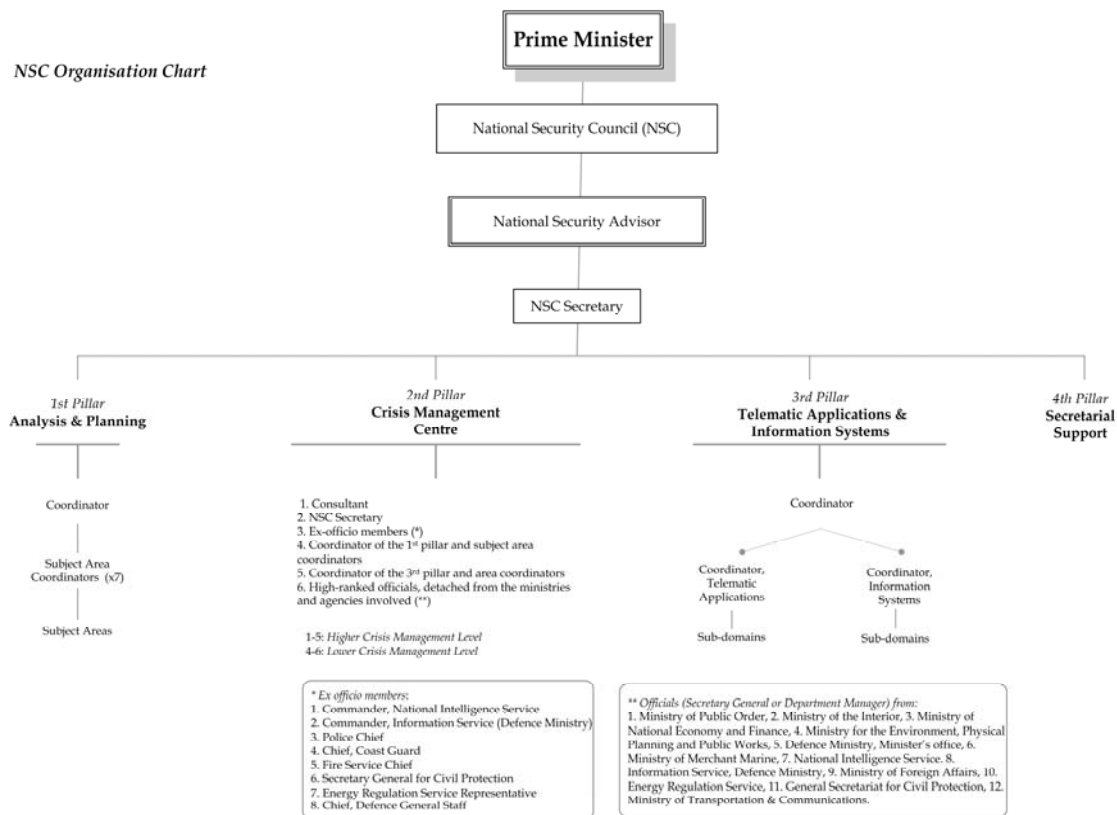 Prime Minister
NSC Organisation Chart
National Security Council (NSC)
National Security Advisor
NSC Secretary
1st Pillar
Analysis & Planning
Coordinator
Subject Area
Coordinators (x7)
Subject Areas
2nd Pillar
Crisis Management
Centre
1. Consultant
2. NSC Secretary
3. Ex-officio members (*)
4. Coordinator of the 1st pillar and subject area
coordinators
5. Coordinator of the 3rd pillar and area coordinators
6. High-ranked officials, detached from the ministries
and agencies involved (**)
1-5: Higher Crisis Management Level
4-6: Lower Crisis Management Level
3rd Pillar
Telematic Applications &
Information Systems
Coordinator
Coordinator,
Telematic
Applications
Sub-domains
Coordinator,
Information
Systems
Sub-domains
4th Pillar
Secretarial
Support
* Ex officio members:
1. Commander, National Intelligence Service
2. Commander, Information Service (Defence Ministry)
3. Police Chief
4. Chief, Coast Guard
5. Fire Service Chief
6. Secretary General for Civil Protection
7. Energy Regulation Service Representative
8. Chief, Defence General Staff
** Officials (Secretary General or Department Manager) from:
1. Ministry of Public Order, 2. Ministry of the Interior, 3. Ministry of
National Economy and Finance, 4. Ministry for the Environment, Physical
Planning and Public Works, 5. Defence Ministry, Minister's office, 6.
Ministry of Merchant Marine, 7. National Intelligence Service. 8.
Information Service, Defence Ministry, 9. Ministry of Foreign Affairs, 10.
Energy Regulation Service, 11. General Secretariat for Civil Protection, 12.
Ministry of Transportation & Communications.